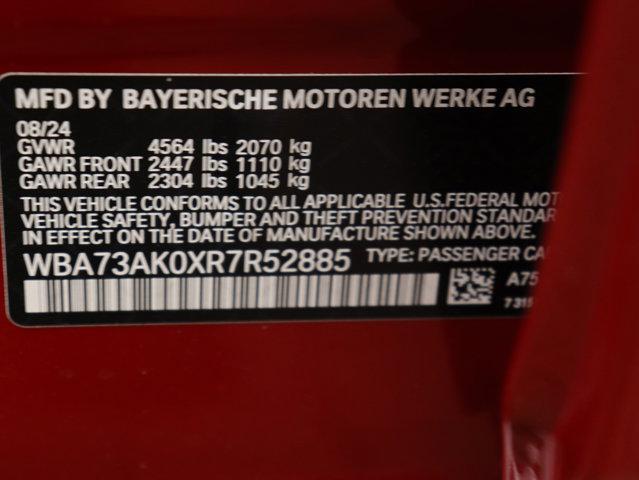 MFD BY BAYERISCHE MOTOREN WERKE AG
08/24
GVWR 4564 lbs 2070 kg
GAWR FRONT 2447 lbs 1110 kg
GAWR REAR 2304 lbs 1045 kg
THIS VEHICLE CONFORMS TO ALL APPLICABLE U.S.FEDERAL MOT
VEHICLE SAFETY, BUMPER AND THEFT PREVENTION STANDAR
IN EFFECT ON THE DATE OF MANUFACTURE SHOWN ABOVE.
WBA73AK0XR7R52885 TYPE: PASSENGER CA
A75